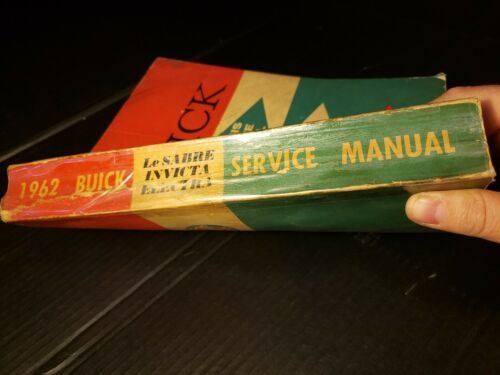 1962 BUICK
Le SABRE
INVICTA
ELECTRA
SERVICE MANUAL
ICK